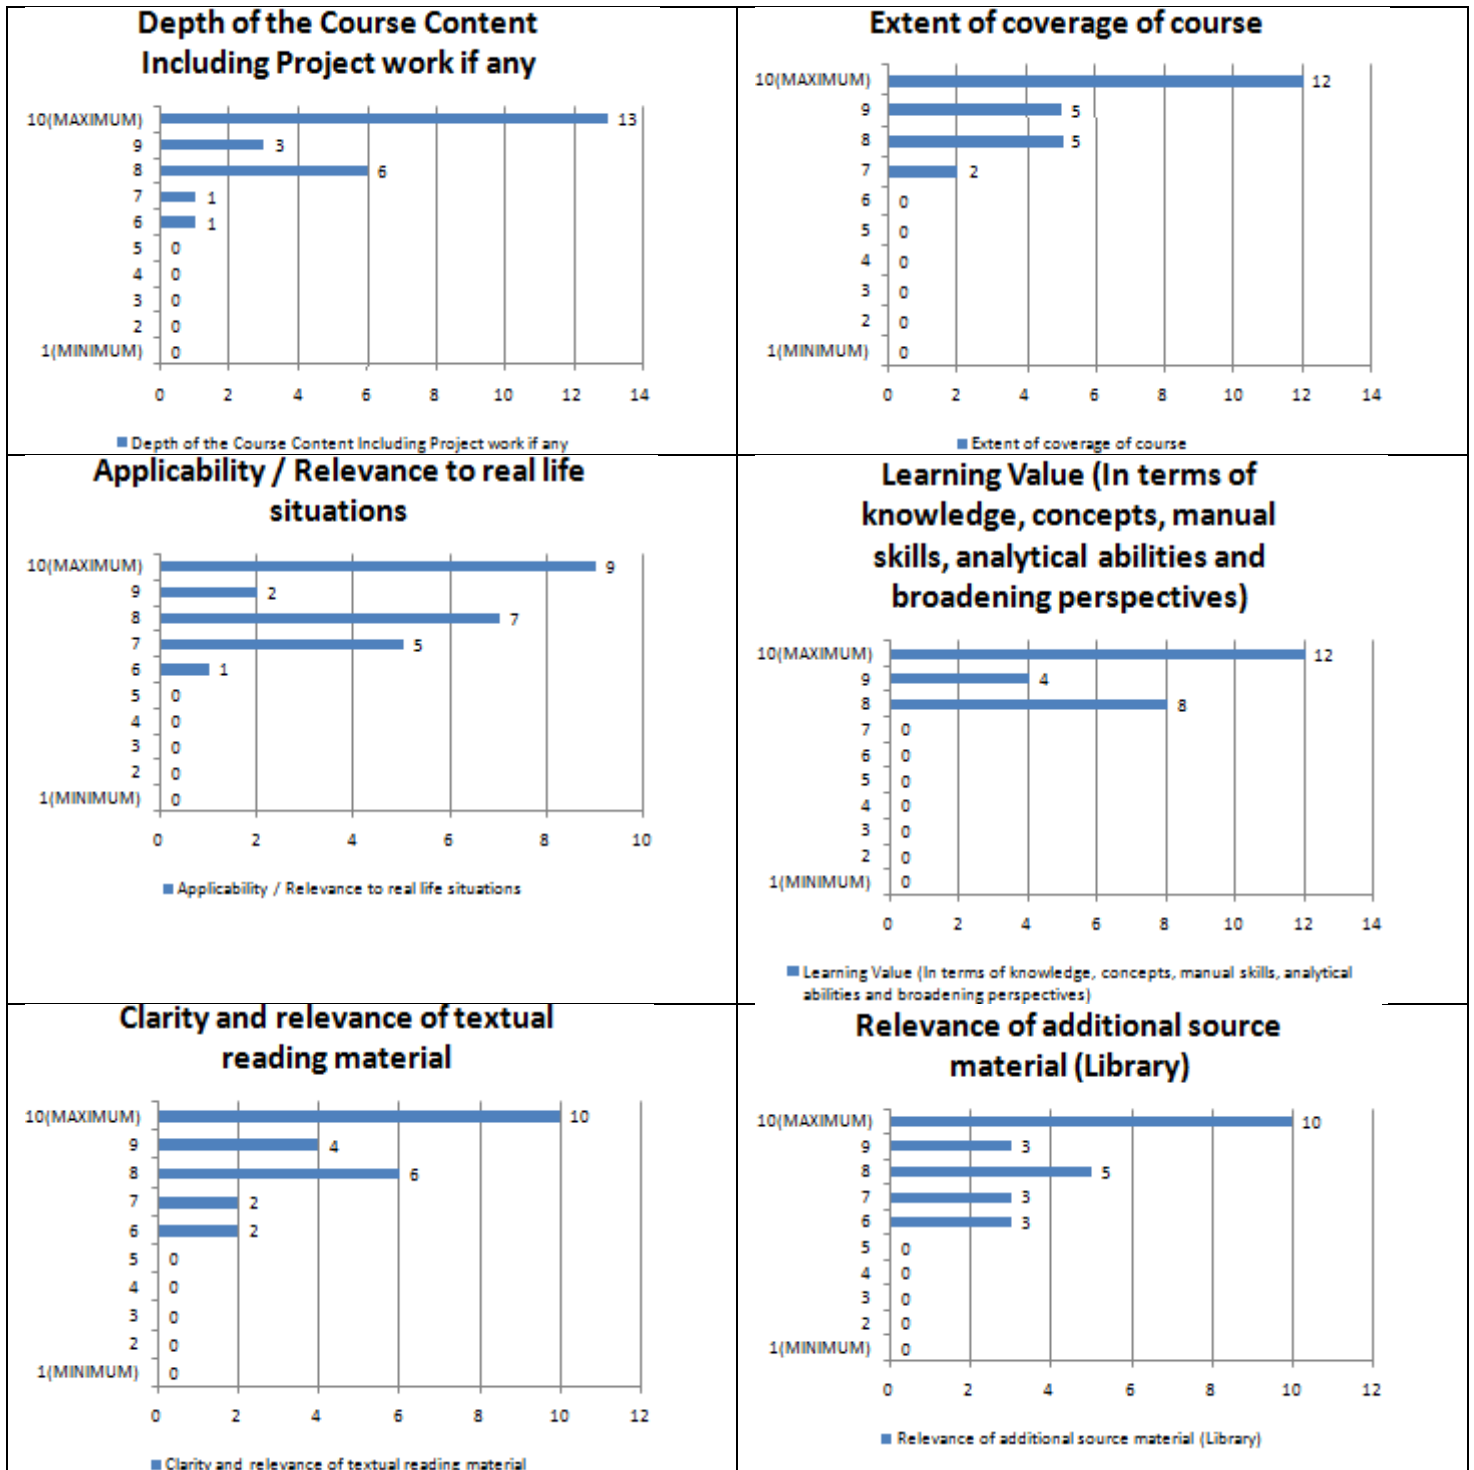 Depth of the Course Content
Including Project work if any
10(MAXIMUM) 13
9 3
8 6
7 1
6 1
5 0
4 0
3 0
2 0
1(MINIMUM) 0
0 2 4 6 8 10 12 14
Depth of the Course Content Including Project work if any
Extent of coverage of course
10(MAXIMUM) 12
9 5
8 5
7 2
6 0
5 0
4 0
3 0
2 0
1(MINIMUM) 0
0 2 4 6 8 10 12 14
Extent of coverage of course
Applicability / Relevance to real life
situations
10(MAXIMUM) 9
9 2
8 7
7 5
6 1
5 0
4 0
3 0
2 0
1(MINIMUM) 0
0 2 4 6 8 10
Applicability / Relevance to real life situations
Learning Value (In terms of
knowledge, concepts, manual
skills, analytical abilities and
broadening perspectives)
10(MAXIMUM) 12
9 4
8 8
7 0
6 0
5 0
4 0
3 0
2 0
1(MINIMUM) 0
0 2 4 6 8 10 12 14
Learning Value (In terms of knowledge, concepts, manual skills, analytical
abilities and broadening perspectives)
Clarity and relevance of textual
reading material
10(MAXIMUM) 10
9 4
8 6
7 2
6 2
5 0
4 0
3 0
2 0
1(MINIMUM) 0
0 2 4 6 8 10 12
Clarity and relevance of textual reading material
Relevance of additional source
material (Library)
10(MAXIMUM) 10
9 3
8 5
7 3
6 3
5 0
4 0
3 0
2 0
1(MINIMUM) 0
0 2 4 6 8 10 12
Relevance of additional source material (Library)